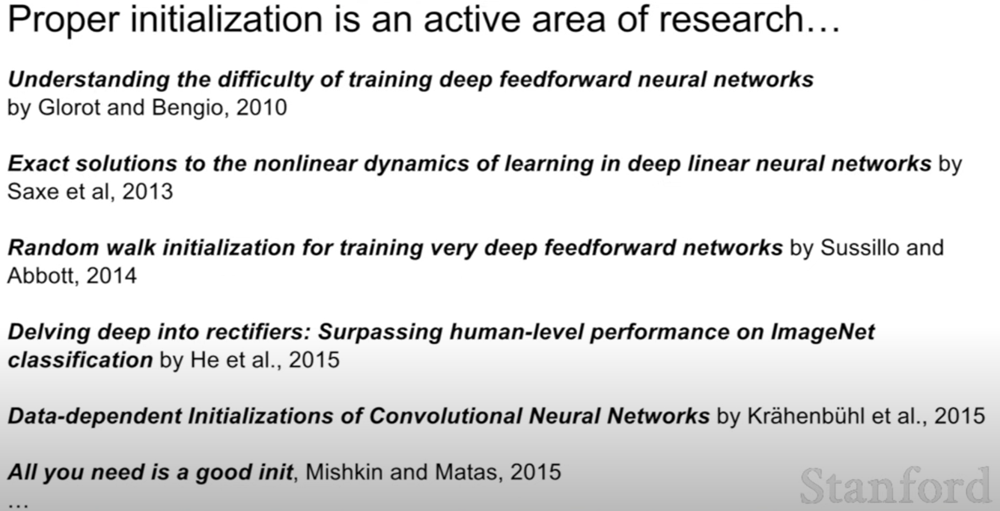 Proper initialization is an active area of research…
Understanding the difficulty of training deep feedforward neural networks
by Glorot and Bengio, 2010
Exact solutions to the nonlinear dynamics of learning in deep linear neural networks by
Saxe et al, 2013
Random walk initialization for training very deep feedforward networks by Sussillo and
Abbott, 2014
Delving deep into rectifiers: Surpassing human-level performance on ImageNet
classification by He et al., 2015
Data-dependent Initializations of Convolutional Neural Networks by Krähenbühl et al., 2015
All you need is a good init, Mishkin and Matas, 2015
…
Stanford